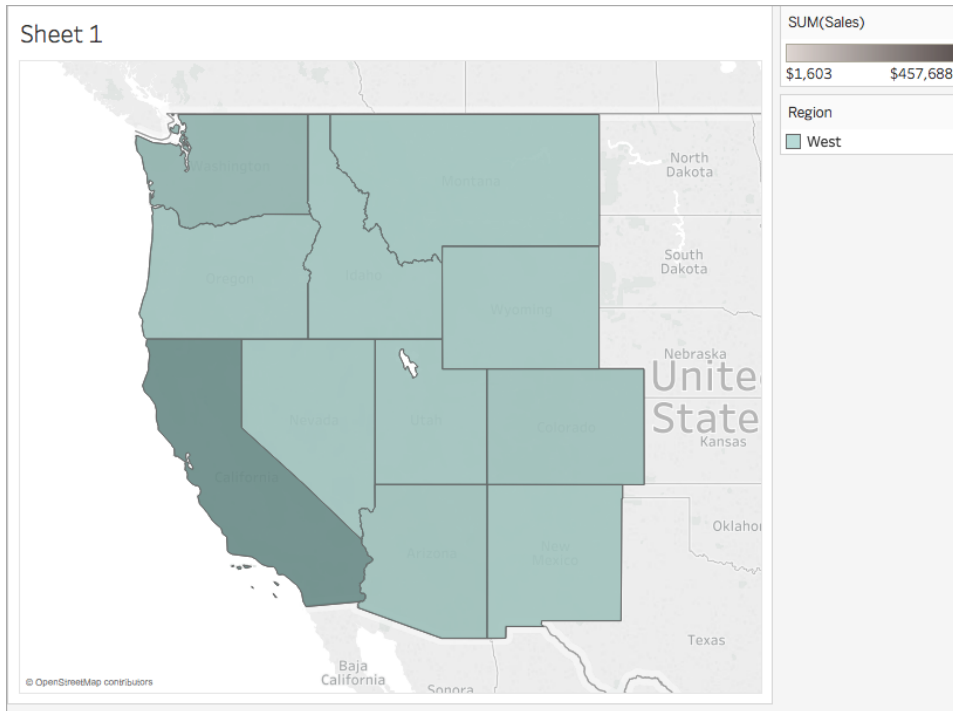 Sheet 1
SUM(Sales)
$1,603
$457,688
Region
West
Washington
Montana
North
Dakota
Oregon
Idaho
South
Dakota
Wyoming
Nebraska
Unite
State
Nevada
Utah
Colorado
Kansas
California
Arizona
New
Mexico
Oklahor
Texas
Baja
California
Sonora
© OpenStreetMap contributors